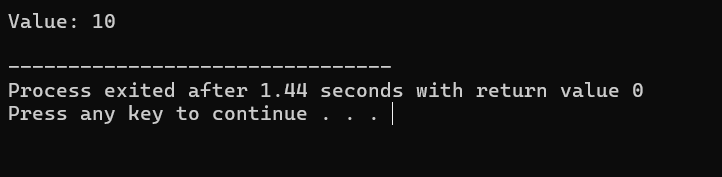 Value: 10
--------------------------------
Process exited after 1.44 seconds with return value 0
Press any key to continue . . .